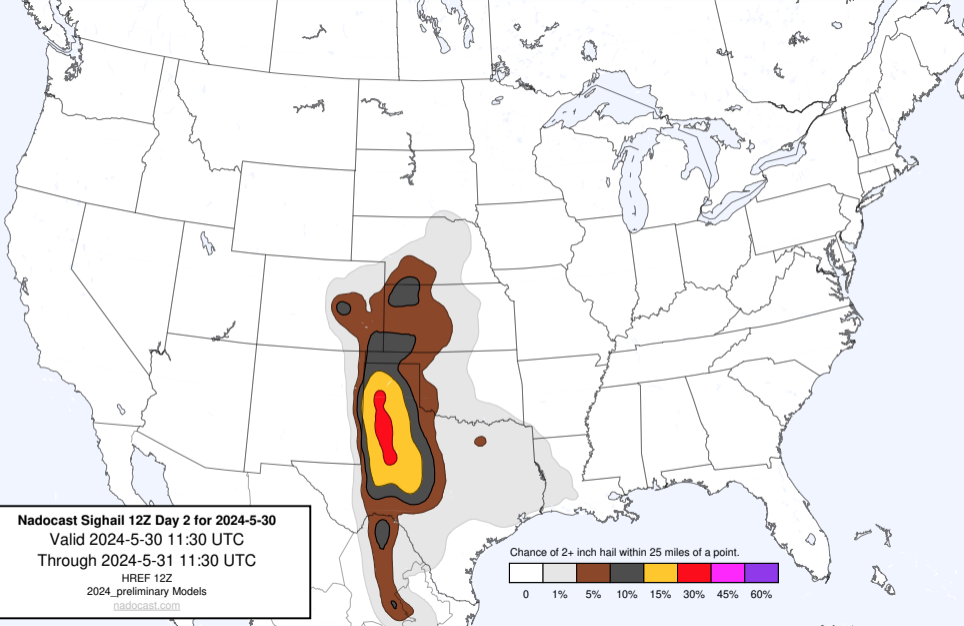 Nadocast Sighail 12Z Day 2 for 2024-5-30
Valid 2024-5-30 11:30 UTC
Through 2024-5-31 11:30 UTC
HREF 12Z
2024_preliminary Models
nadocast.com
Chance of 2+ inch hail within 25 miles of a point.
0 1% 5% 10% 15% 30% 45% 60%